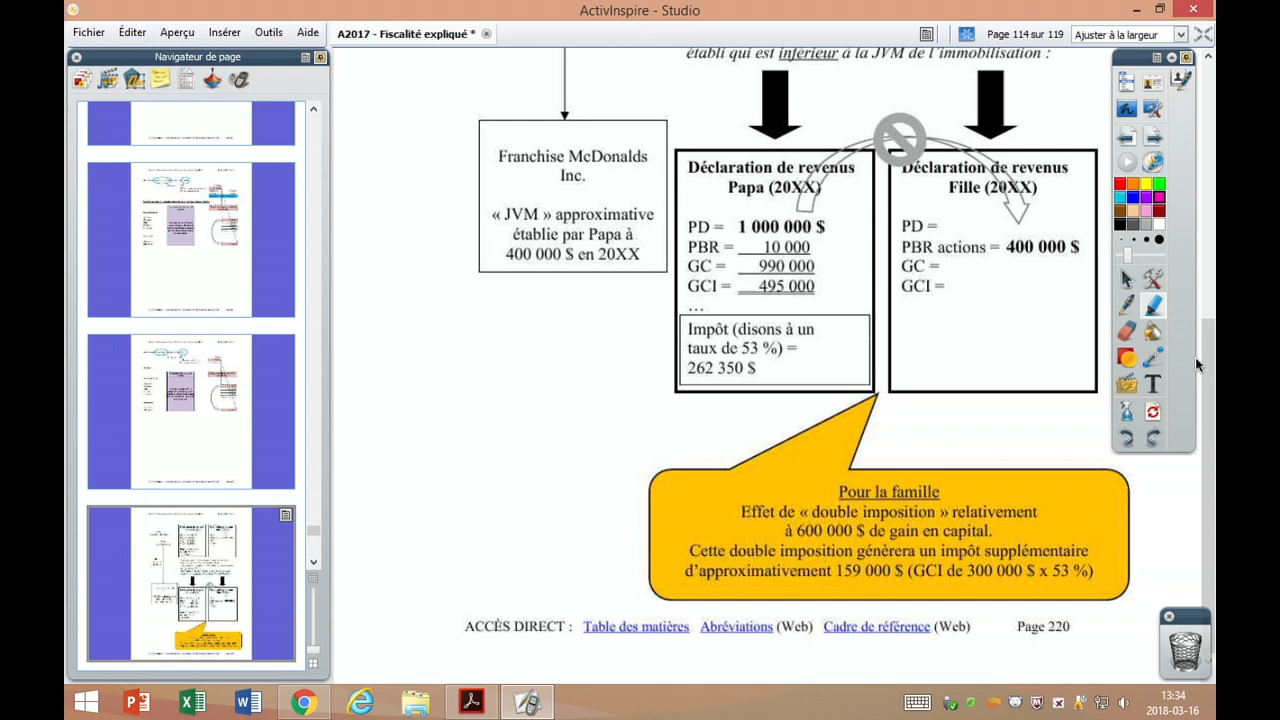 ActivInspire - Studio
Fichier Éditer Aperçu Insérer Outils Aide
A2017 - Fiscalité expliqué *
Page 114 sur 119
Ajuster à la largeur
Navigateur de page
établi qui est inférieur à la JVM de l'immobilisation :
Franchise McDonalds
Inc.
« JVM » approximative
établie par Papa à
400 000 $ en 20XX
Déclaration de revenus
Papa (20XX)
PD = 1 000 000 $
PBR = 10 000
GC = 990 000
GCI = 495 000
…
Impôt (disons à un
taux de 53 %) =
262 350 $
Déclaration de revenus
Fille (20XX)
PD =
PBR actions = 400 000 $
GC =
GCI =
Pour la famille
Effet de « double imposition » relativement
à 600 000 $ de gain en capital.
Cette double imposition génèrera un impôt supplémentaire
d'approximativement 159 000 $ (GCI de 300 000 $ x 53 %)
ACCÈS DIRECT : Table des matières Abréviations (Web) Cadre de référence (Web) Page 220
13:34
2018-03-16